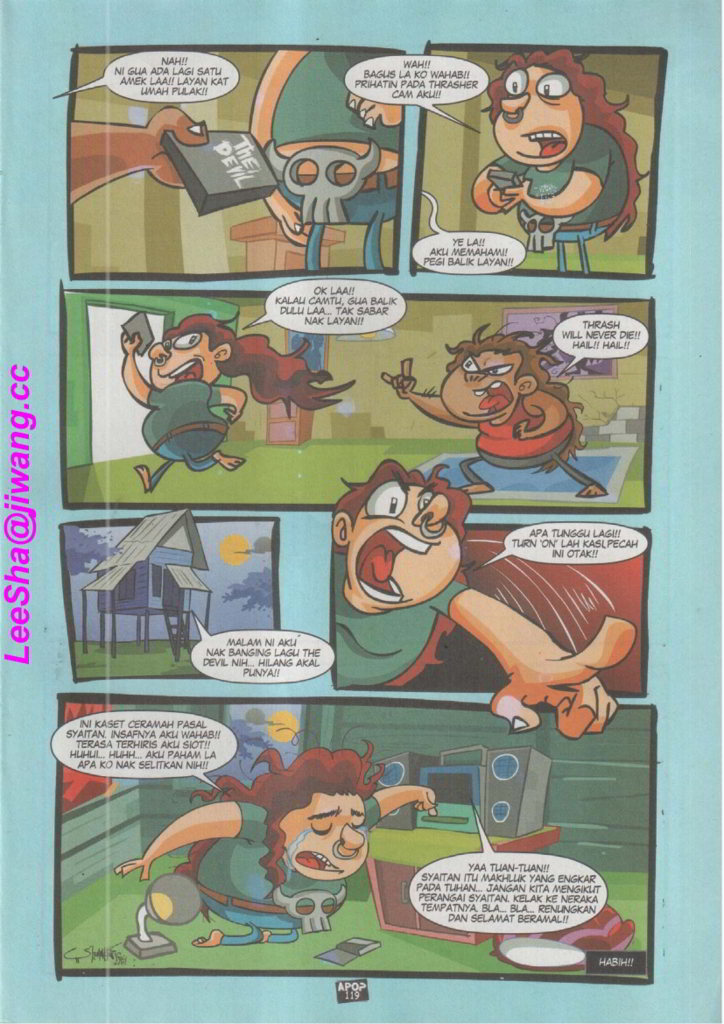 NAH!!
NI GUA ADA LAGI SATU
AMEK LAA!! LAYAN KAT
UMAH PULAK!!
THE
DEVIL
WAH!!
BAGUS LA KO WAHAB!!
PRIHATIN PADA THRASHER
CAM AKU!!
YE LA!!
AKU MEMAHAMI!
PEGI BALIK LAYAN!!
OK LAA!!
KALAU CAMTU, GUA BALIK
DULU LAA... TAK SABAR
NAK LAYAN!!
THRASH
WILL NEVER DIE!!
HAIL!! HAIL!!
MALAM NI AKU
NAK BANGING LAGU THE
DEVIL NIH... HILANG AKAL
PUNYA!!
APA TUNGGU LAGI!!
TURN 'ON' LAH KASI PECAH
INI OTAK!!
INI KASET CERAMAH PASAL
SYAITAN. INSAFNYA AKU WAHAB!!
TERASA TERHIRIS AKU SIOT!!
HUHUI... HUHH... AKU PAHAM LA
APA KO NAK SELITKAN NIH!!
YAA TUAN-TUAN!!
SYAITAN ITU MAKHLUK YANG ENGKAR
PADA TUHAN... JANGAN KITA MENGIKUT
PERANGAI SYAITAN. KELAK KE NERAKA
TEMPATNYA. BLA... BLA... RENUNGKAN
DAN SELAMAT BERAMAL!!
HABIH!!
APO?
119
LeeSha@jiwang.cc